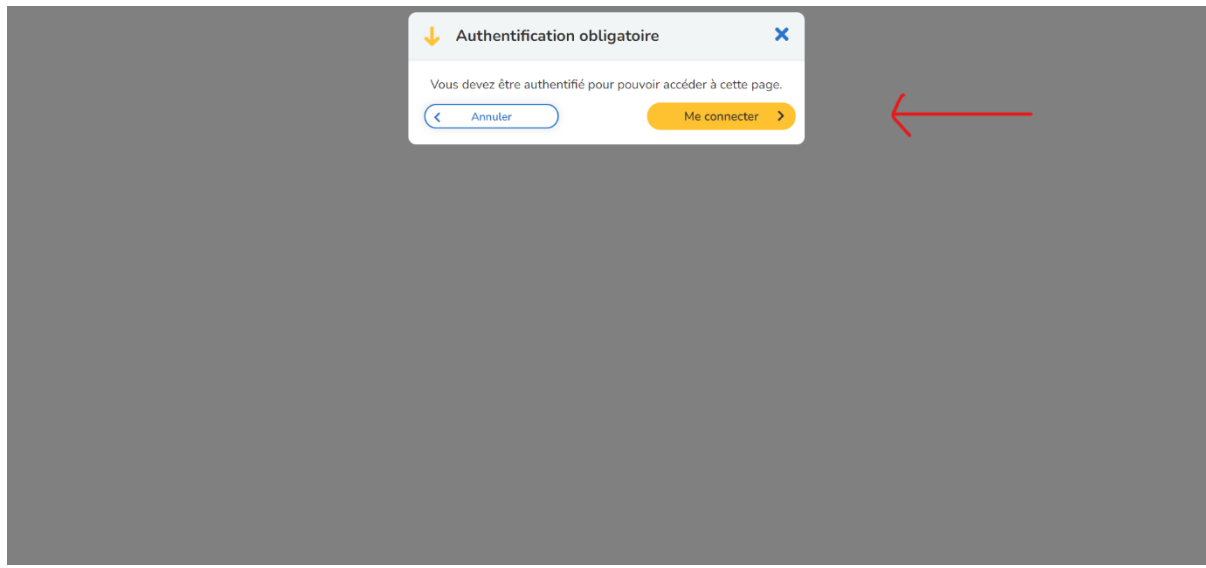 Authentification obligatoire
Vous devez être authentifié pour pouvoir accéder à cette page.
Annuler
Me connecter